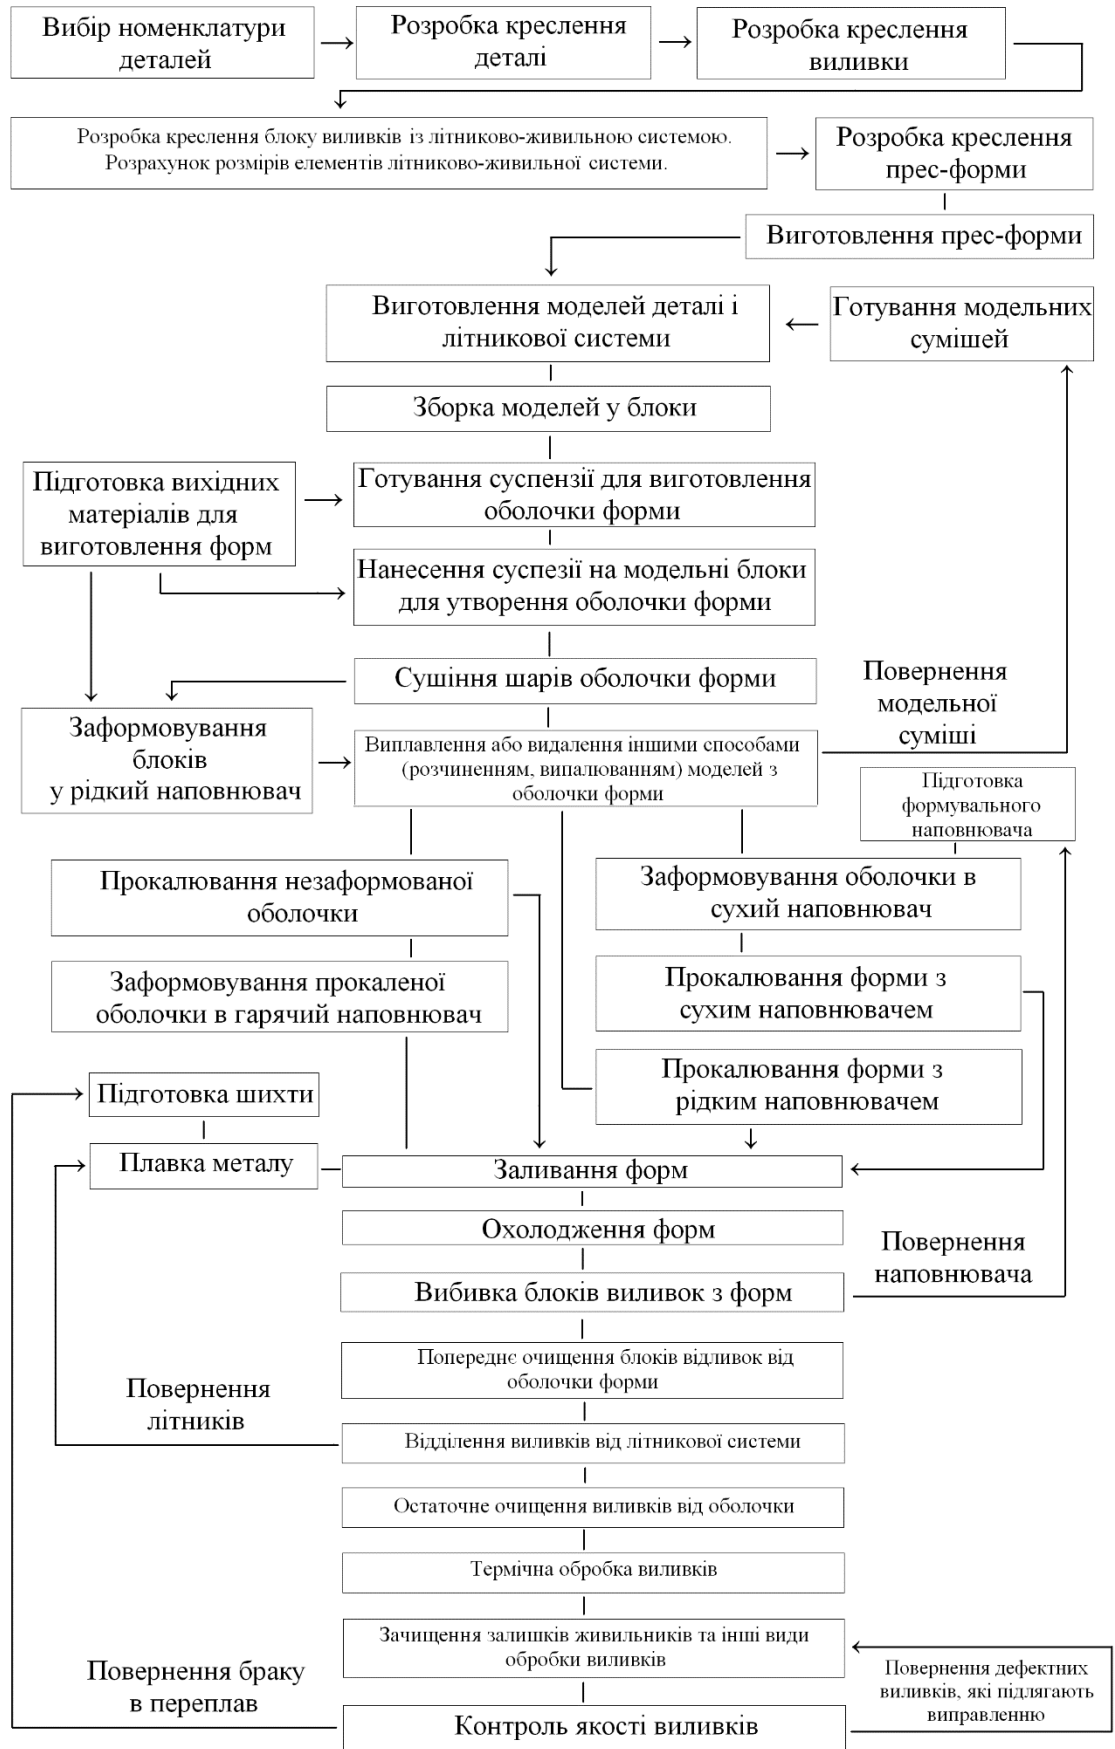 Вибір номенклатури
деталей
Розробка креслення
деталі
Розробка креслення
виливки
Розробка креслення блоку виливків із літниково-живильною системою.
Розрахунок розмірів елементів літниково-живильної системи.
Розробка креслення
прес-форми
Виготовлення прес-форми
Виготовлення моделей деталі і
літникової системи
Готування модельних
сумішей
Зборка моделей у блоки
Підготовка вихідних
матеріалів для
виготовлення форм
Готування суспензії для виготовлення
оболочки форми
Нанесення суспезії на модельні блоки
для утворення оболочки форми
Сушіння шарів оболочки форми
Повернення
модельної
суміші
Заформовування
блоків
у рідкий наповнювач
Виплавлення або видалення іншими способами
(розчиненням, випалюванням) моделей з
оболочки форми
Підготовка
формувального
наповнювача
Прокалювання незаформованої
оболочки
Заформовування оболочки в
сухий наповнювач
Заформовування прокаленої
оболочки в гарячий наповнювач
Прокалювання форми з
сухим наповнювачем
Прокалювання форми з
рідким наповнювачем
Підготовка шихти
Плавка металу
Заливання форм
Охолодження форм
Повернення
наповнювача
Вибивка блоків виливок з форм
Попереднє очищення блоків відливок від
оболочки форми
Повернення
літників
Відділення виливків від літникової системи
Остаточне очищення виливків від оболочки
Термічна обробка виливків
Зачищення залишків живильників та інші види
обробки виливків
Повернення браку
в переплав
Повернення дефектних
виливків, які підлягають
виправленню
Контроль якості виливків